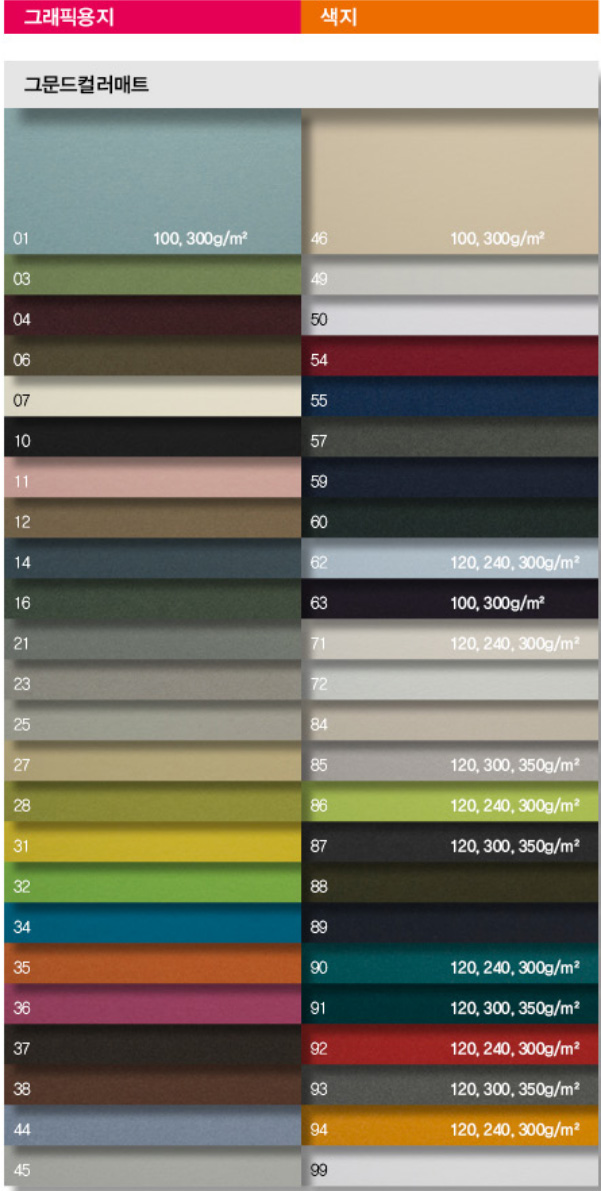 그래픽용지
색지
그문드컬러매트
01 100, 300g/m²
03
04
06
07
10
11
12
14
16
21
23
25
27
28
31
32
34
35
36
37
38
44
45
46 100, 300g/m²
49
50
54
55
57
59
60
62 120, 240, 300g/m²
63 100, 300g/m²
71 120, 240, 300g/m²
72
84
85 120, 300, 350g/m²
86 120, 240, 300g/m²
87 120, 300, 350g/m²
88
89
90 120, 240, 300g/m²
91 120, 300, 350g/m²
92 120, 240, 300g/m²
93 120, 300, 350g/m²
94 120, 240, 300g/m²
99